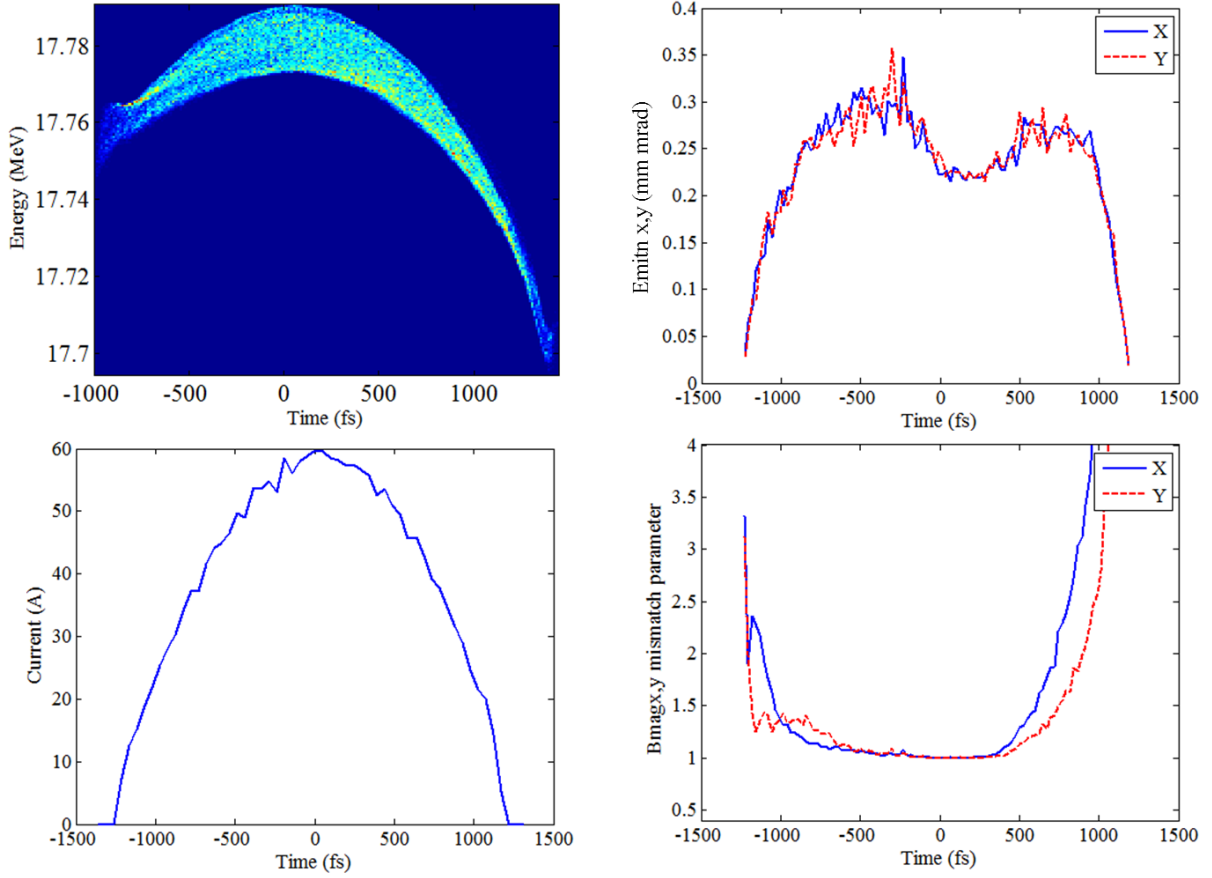 17.78
17.76
17.74
17.72
17.7
Energy (MeV)
-1000 -500 0 500 1000
Time (fs)
0.4
0.35
0.3
0.25
0.2
0.15
0.1
0.05
0
Emitn x,y (mm mrad)
X
Y
-1500 -1000 -500 0 500 1000 1500
Time (fs)
60
50
40
30
20
10
0
Current (A)
-1500 -1000 -500 0 500 1000 1500
Time (fs)
4
3.5
3
2.5
2
1.5
1
0.5
Bmagx,y mismatch parameter
X
Y
-1500 -1000 -500 0 500 1000 1500
Time (fs)